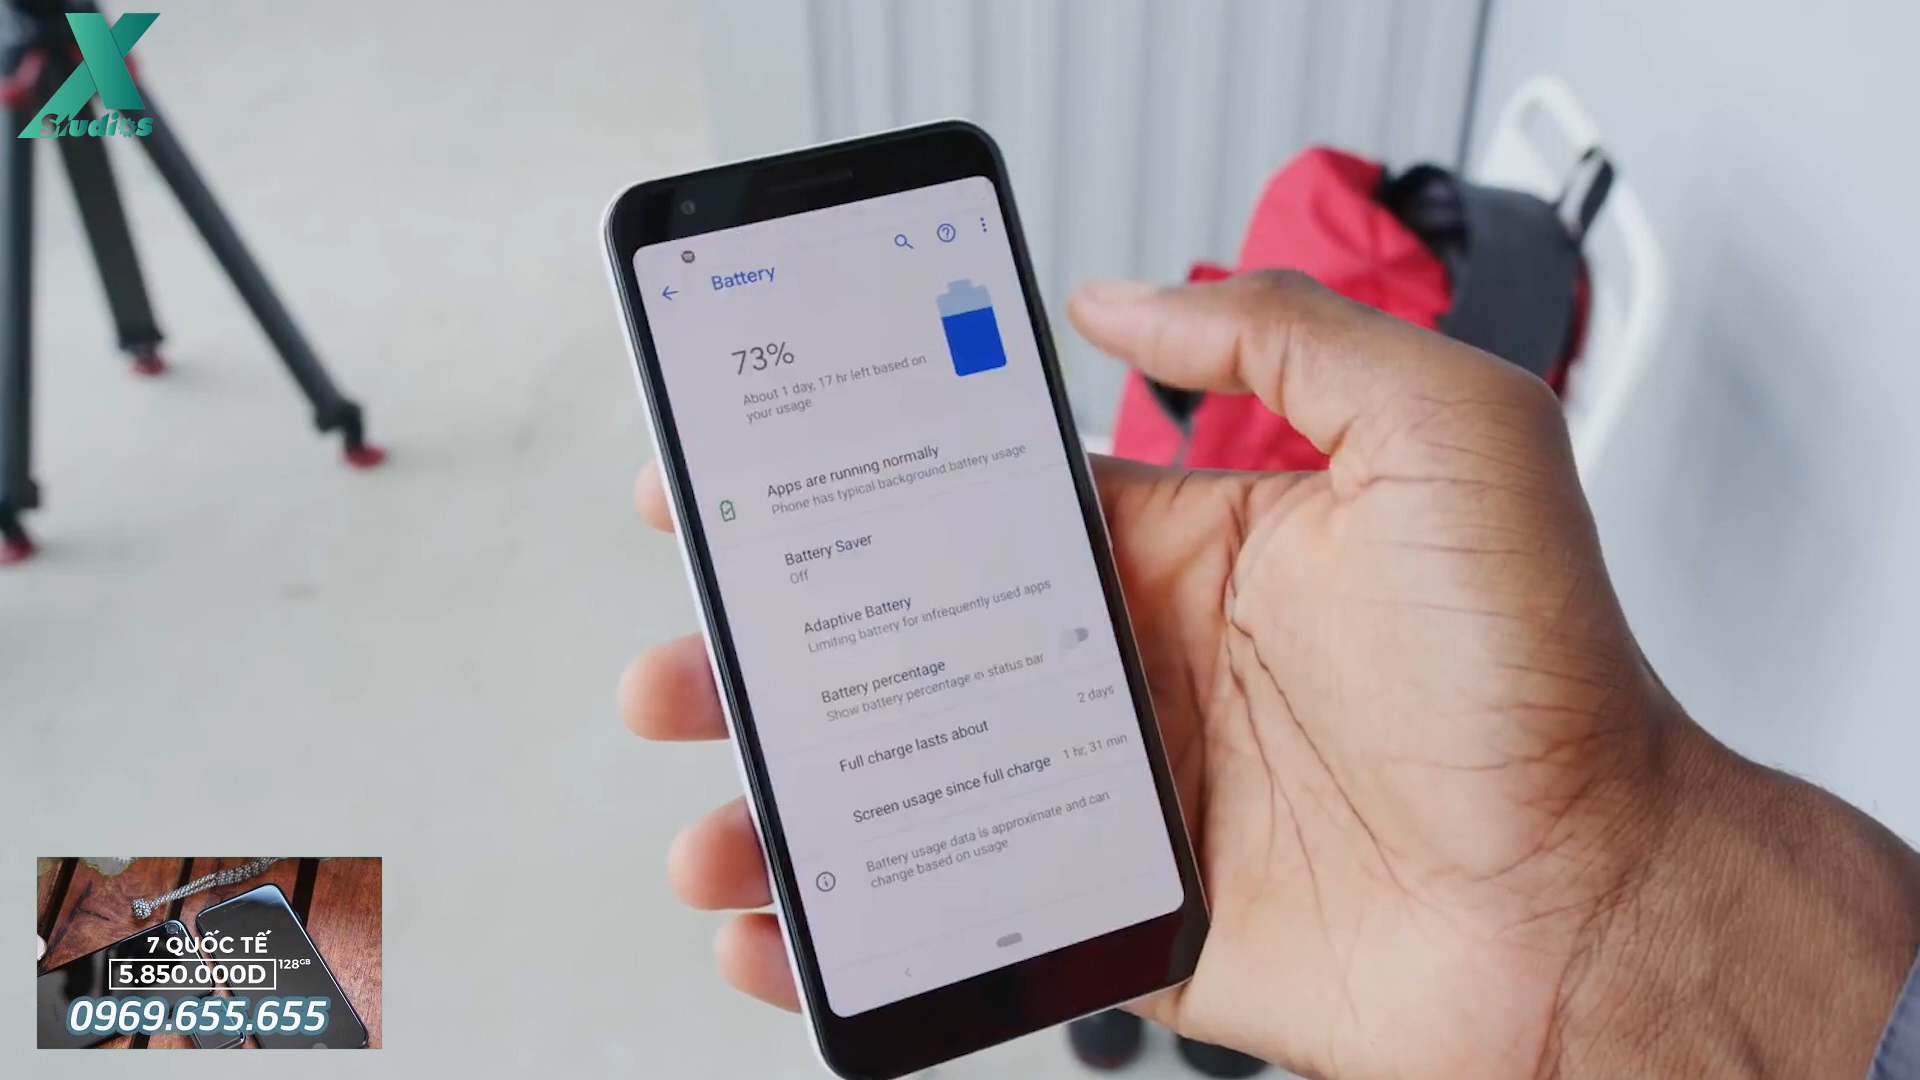 X
Studios
Battery
73%
About 1 day, 17 hr left based on
your usage
Apps are running normally
Phone has typical background battery usage
Battery Saver
Off
Adaptive Battery
Limiting battery for infrequently used apps
Battery percentage
Show battery percentage in status bar
Full charge lasts about 2 days
Screen usage since full charge 1 hr, 31 min
Battery usage data is approximate and can
change based on usage
7 QUỐC TẾ
5.850.000D 128GB
0969.655.655